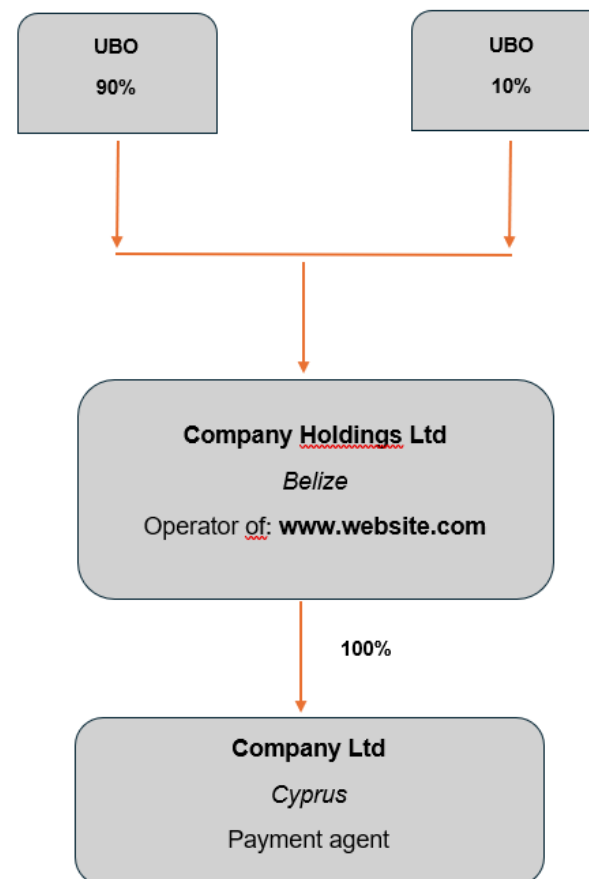 UBO
90%
UBO
10%
Company Holdings Ltd
Belize
Operator of: www.website.com
100%
Company Ltd
Cyprus
Payment agent